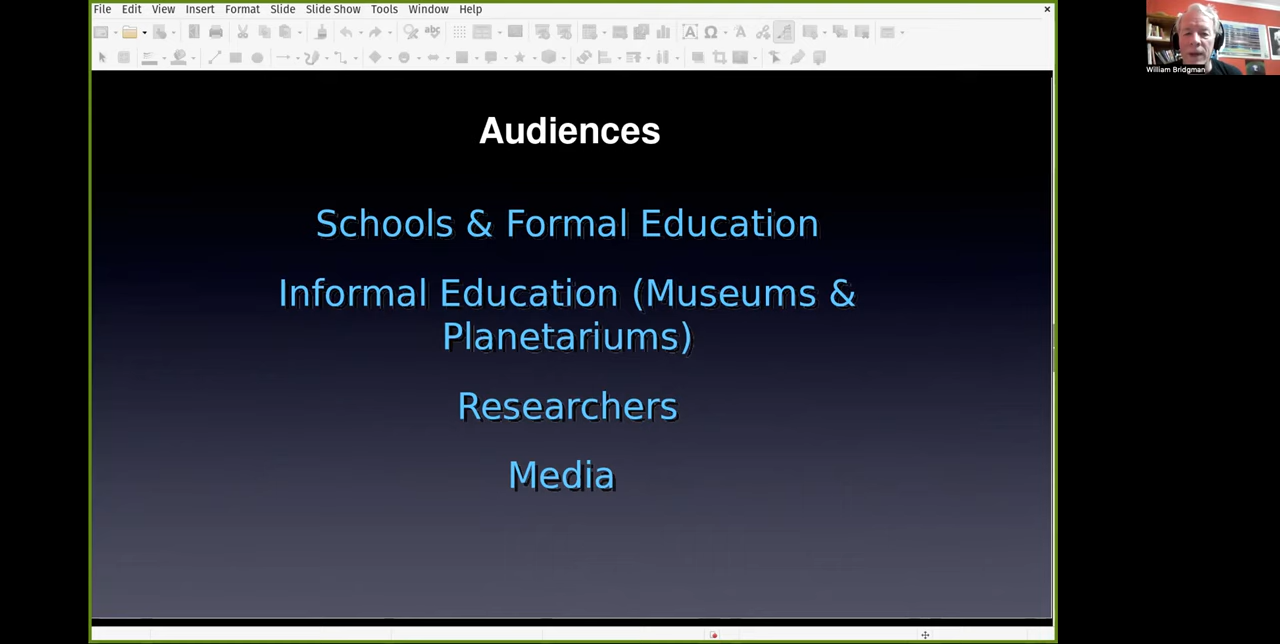 File Edit View Insert Format Slide Slide Show Tools Window Help
William Bridgman
Audiences
Schools & Formal Education
Informal Education (Museums &
Planetariums)
Researchers
Media